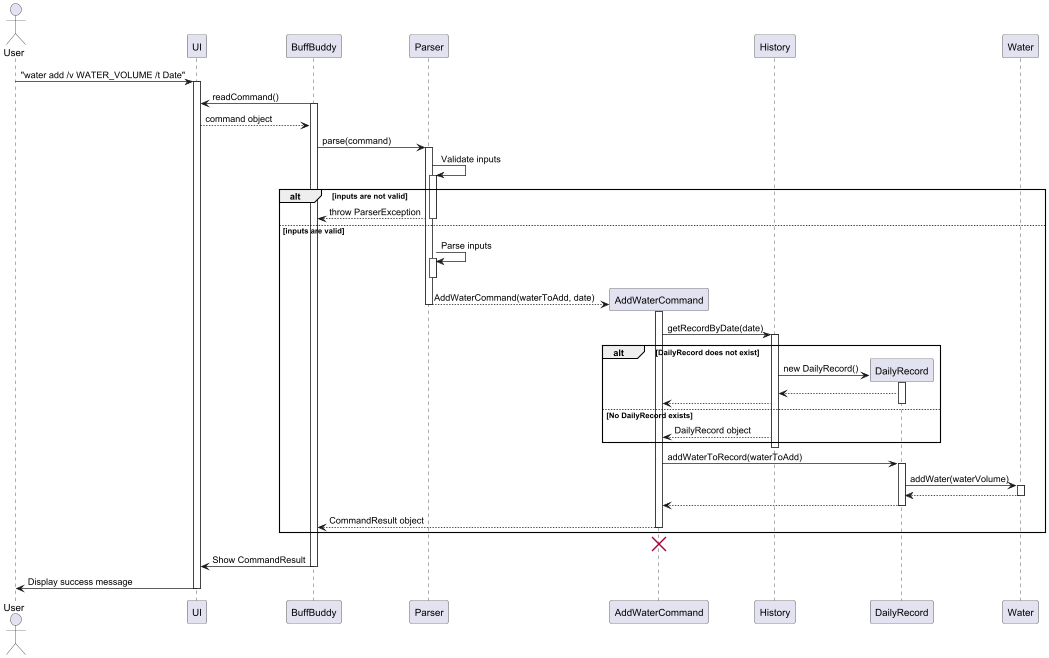 User
UI
BuffBuddy
Parser
History
Water
"water add /v WATER_VOLUME /t Date"
readCommand()
command object
parse(command)
Validate inputs
alt
[inputs are not valid]
throw ParserException
[inputs are valid]
Parse inputs
AddWaterCommand(waterToAdd, date)
AddWaterCommand
getRecordByDate(date)
alt
[DailyRecord does not exist]
new DailyRecord()
DailyRecord
[No DailyRecord exists]
DailyRecord object
addWaterToRecord(waterToAdd)
addWater(waterVolume)
CommandResult object
Show CommandResult
Display success message
User
UI
BuffBuddy
Parser
AddWaterCommand
History
DailyRecord
Water